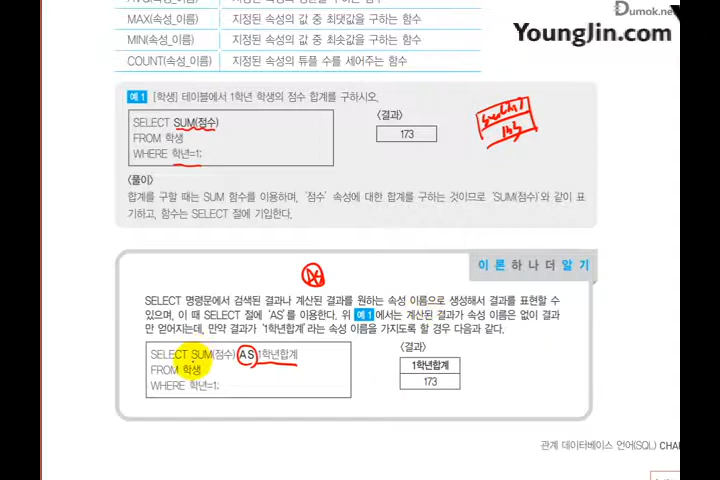 Dumok.ne
YoungJin.com
MAX(속성_이름) 지정된 속성의 값 중 최댓값을 구하는 함수
MIN(속성_이름) 지정된 속성의 값 중 최솟값을 구하는 함수
COUNT(속성_이름) 지정된 속성의 튜플 수를 세어주는 함수
예 1 [학생] 테이블에서 1학년 학생의 점수 합계를 구하시오.
SELECT SUM(점수)
FROM 학생
WHERE 학년=1;
<결과>
173
<풀이>
합계를 구할 때는 SUM 함수를 이용하며, '점수' 속성에 대한 합계를 구하는 것이므로 'SUM(점수)'와 같이 표
기하고, 함수는 SELECT 절에 기입한다.
이론하나더알기
SELECT 명령문에서 검색된 결과나 계산된 결과를 원하는 속성 이름으로 생성해서 결과를 표현할 수
있으며, 이 때 SELECT 절에 'AS'를 이용한다. 위 예 1 에서는 계산된 결과가 속성 이름은 없이 결과
만 얻어지는데, 만약 결과가 '1학년합계'라는 속성 이름을 가지도록 할 경우 다음과 같다.
SELECT SUM(점수) AS 1학년합계
FROM 학생
WHERE 학년=1;
<결과>
1학년합계
173
관계 데이터베이스 언어(SQL) CHA